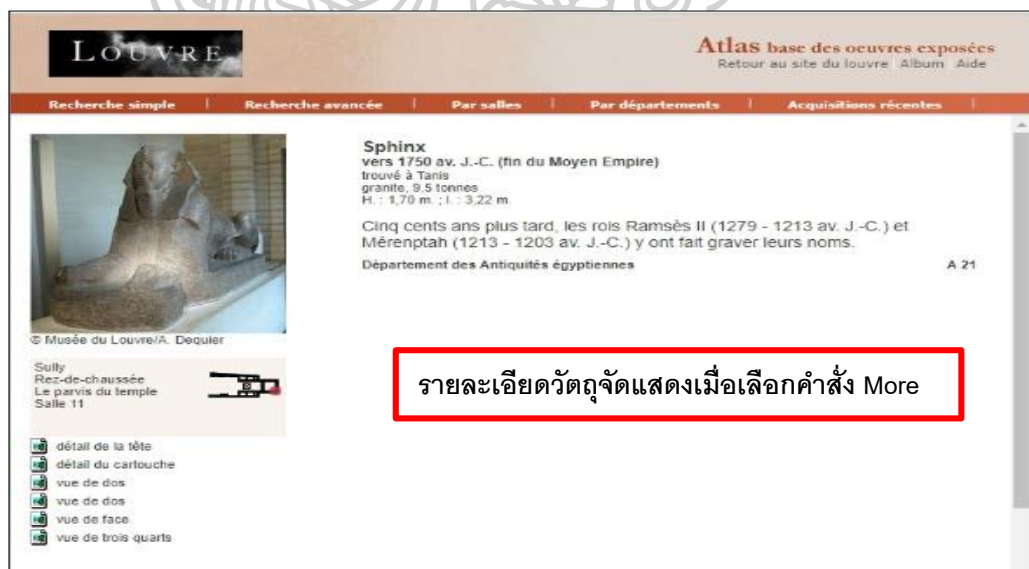 LOUVRE
Atlas base des oeuvres exposées
Retour au site du louvre Album Aide
Recherche simple | Recherche avancée | Par salles | Par départements | Acquisitions récentes |
Sphinx
vers 1750 av. J.-C. (fin du Moyen Empire)
trouvé à Tanis
granite, 9.5 tonnes
H. : 1,70 m. ; l. : 3,22 m.
Cinq cents ans plus tard, les rois Ramsès II (1279 - 1213 av. J.-C.) et
Mérenptah (1213 - 1203 av. J.-C.) y ont fait graver leurs noms.
Département des Antiquités égyptiennes A 21
© Musée du Louvre/A. Dequier
Sully
Rez-de-chaussée
Le parvis du temple
Salle 11
รายละเอียดวัตถุจัดแสดงเมื่อเลือกคำสั่ง More
détail de la tête
détail du cartouche
vue de dos
vue de dos
vue de face
vue de trois quarts